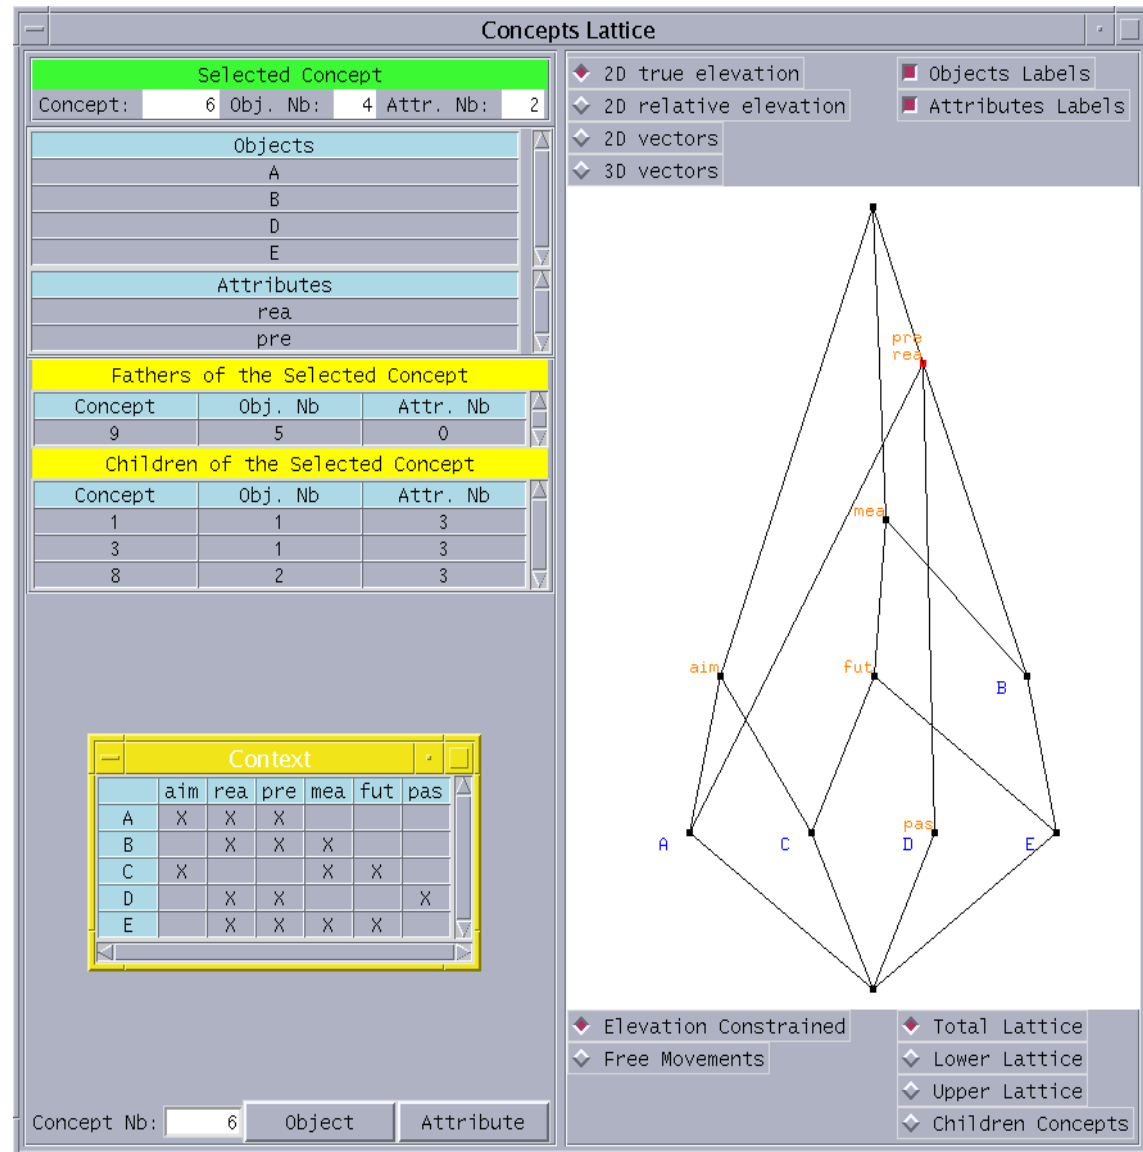 Concepts Lattice
Selected Concept
Concept: 6 Obj. Nb: 4 Attr. Nb: 2
Objects
A
B
D
E
Attributes
rea
pre
Fathers of the Selected Concept
Concept Obj. Nb Attr. Nb
9 5 0
Children of the Selected Concept
Concept Obj. Nb Attr. Nb
1 1 3
3 1 3
8 2 3
Context
aim rea pre mea fut pas
A X X X
B X X X
C X X X
D X X X
E X X X X
Concept Nb: 6 Object Attribute
2D true elevation Objects Labels
2D relative elevation Attributes Labels
2D vectors
3D vectors
pre
rea
mea
aim fut
B
pas
A C D E
Elevation Constrained Total Lattice
Free Movements Lower Lattice
Upper Lattice
Children Concepts